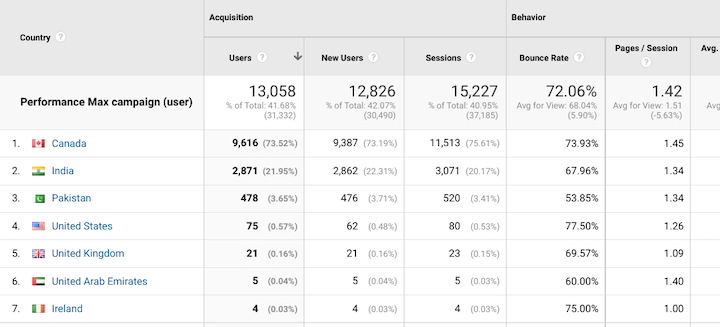 Acquisition Behavior
Country ?
Users ? New Users ? Sessions ? Bounce Rate ? Pages / Session ? Avg.
Performance Max campaign (user) 13,058 12,826 15,227 72.06% 1.42
% of Total: 41.68% % of Total: 42.07% % of Total: 40.95% Avg for View: 68.04% Avg for View: 1.51
(31,332) (30,490) (37,185) (5.90%) (-5.63%)
1. Canada 9,616 (73.52%) 9,387 (73.19%) 11,513 (75.61%) 73.93% 1.45
2. India 2,871 (21.95%) 2,862 (22.31%) 3,071 (20.17%) 67.96% 1.34
3. Pakistan 478 (3.65%) 476 (3.71%) 520 (3.41%) 53.85% 1.34
4. United States 75 (0.57%) 62 (0.48%) 80 (0.53%) 77.50% 1.26
5. United Kingdom 21 (0.16%) 21 (0.16%) 23 (0.15%) 69.57% 1.09
6. United Arab Emirates 5 (0.04%) 5 (0.04%) 5 (0.03%) 60.00% 1.40
7. Ireland 4 (0.03%) 4 (0.03%) 4 (0.03%) 75.00% 1.00